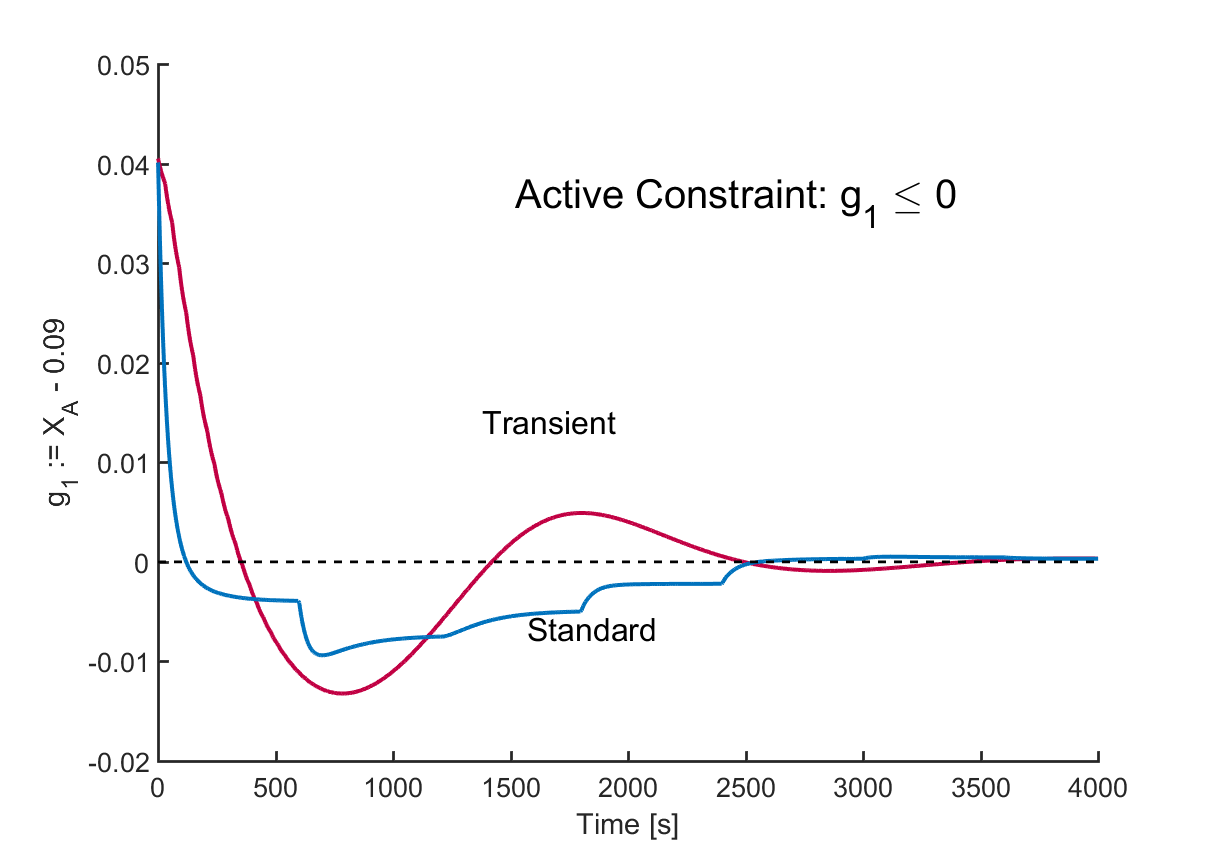 0.05
0.04
0.03
0.02
0.01
0
-0.01
-0.02
g1 := XA - 0.09
Active Constraint: g1 ≤ 0
Transient
Standard
0 500 1000 1500 2000 2500 3000 3500 4000
Time [s]